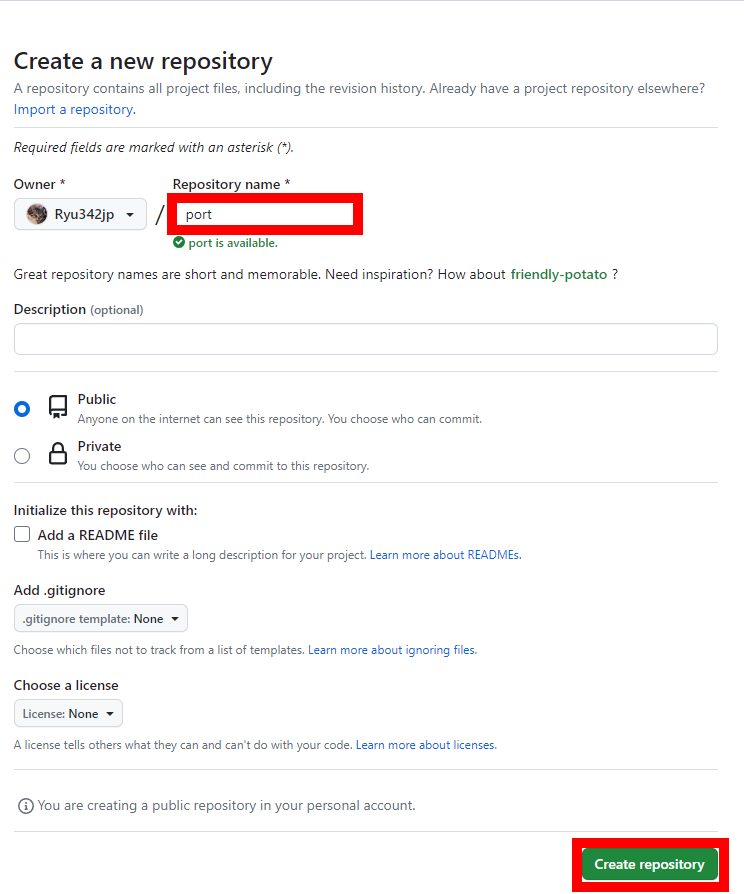 Create a new repository
A repository contains all project files, including the revision history. Already have a project repository elsewhere?
Import a repository.
Required fields are marked with an asterisk (*).
Owner *
Repository name *
Ryu342jp
/
port
port is available.
Great repository names are short and memorable. Need inspiration? How about friendly-potato ?
Description (optional)
Public
Anyone on the internet can see this repository. You choose who can commit.
Private
You choose who can see and commit to this repository.
Initialize this repository with:
Add a README file
This is where you can write a long description for your project. Learn more about READMEs.
Add .gitignore
.gitignore template: None
Choose which files not to track from a list of templates. Learn more about ignoring files.
Choose a license
License: None
A license tells others what they can and can't do with your code. Learn more about licenses.
You are creating a public repository in your personal account.
Create repository